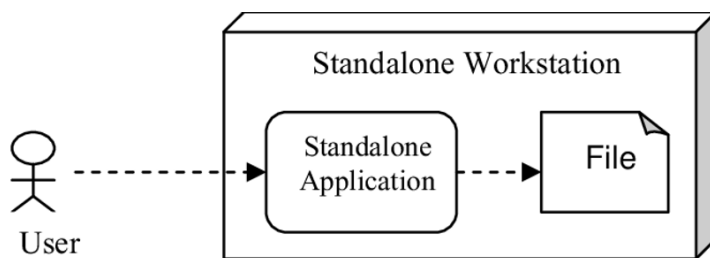 Standalone Workstation
Standalone
Application
File
User